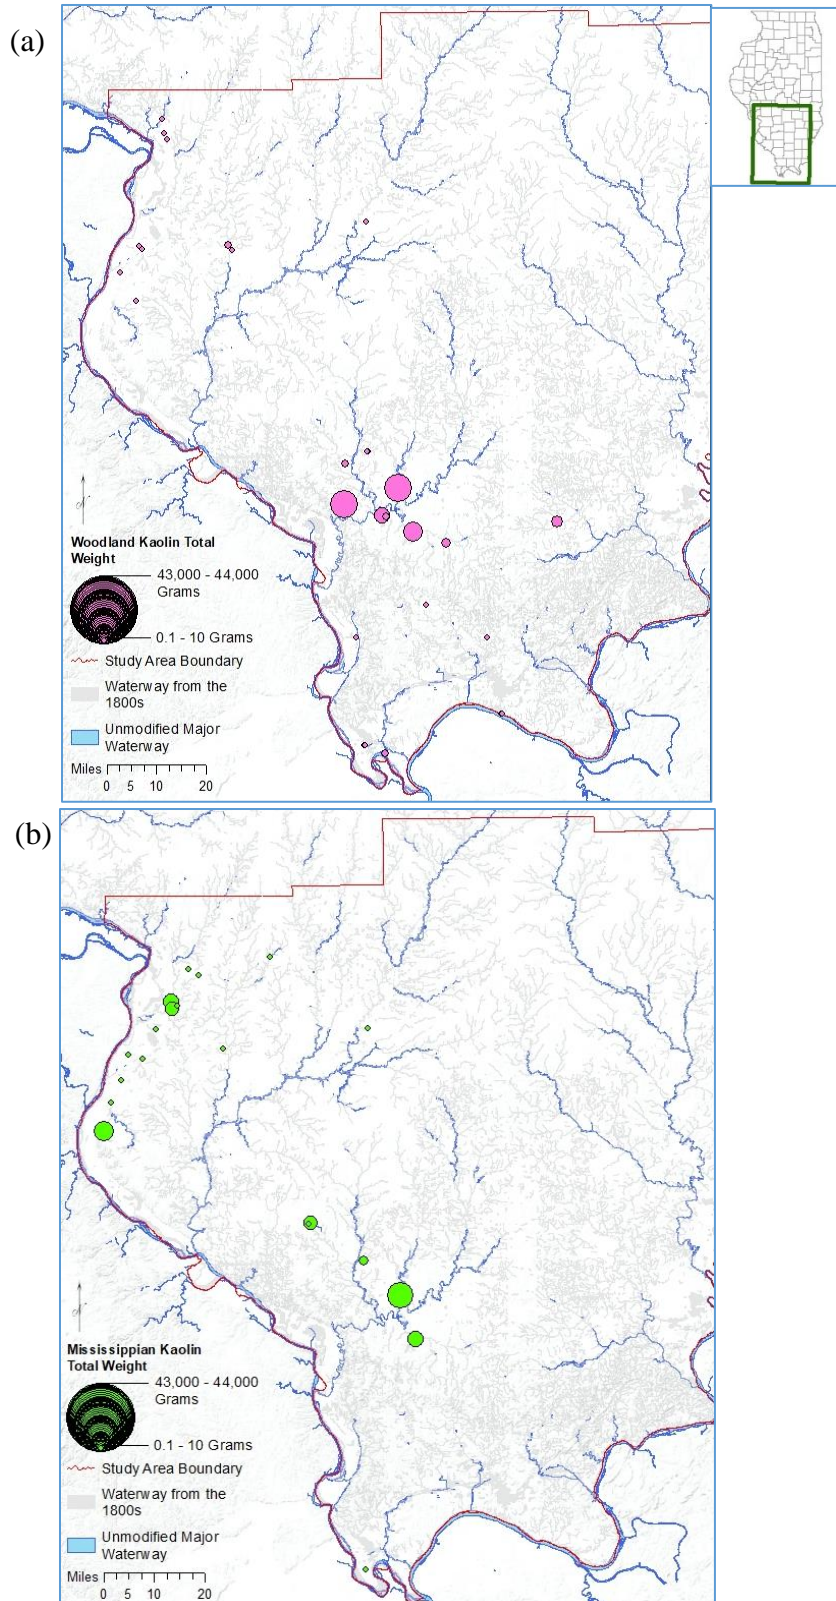 (a)
Woodland Kaolin Total
Weight
43,000 - 44,000
Grams
0.1 - 10 Grams
Study Area Boundary
Waterway from the
1800s
Unmodified Major
Waterway
Miles
0 5 10 20
(b)
Mississippian Kaolin
Total Weight
43,000 - 44,000
Grams
0.1 - 10 Grams
Study Area Boundary
Waterway from the
1800s
Unmodified Major
Waterway
Miles
0 5 10 20